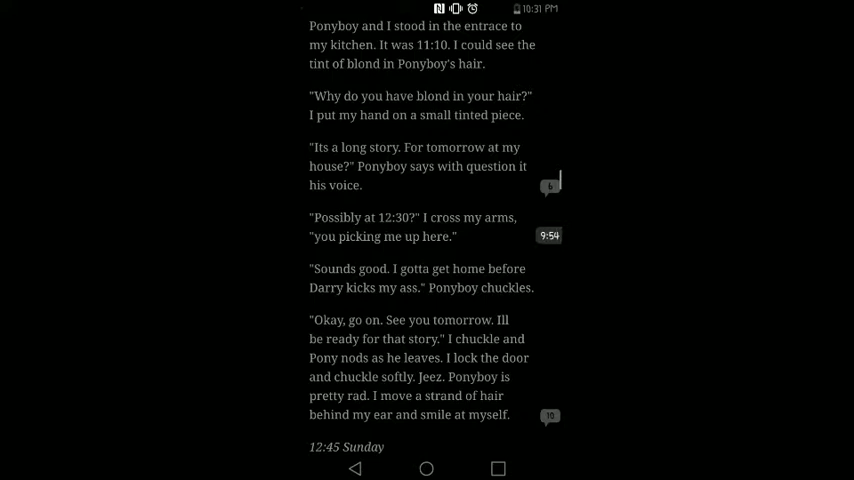 10:31 PM
Ponyboy and I stood in the entrace to
my kitchen. It was 11:10. I could see the
tint of blond in Ponyboy's hair.
"Why do you have blond in your hair?"
I put my hand on a small tinted piece.
"Its a long story. For tomorrow at my
house?" Ponyboy says with question it
his voice.
6
"Possibly at 12:30?" I cross my arms,
"you picking me up here."
9:54
"Sounds good. I gotta get home before
Darry kicks my ass." Ponyboy chuckles.
"Okay, go on. See you tomorrow. Ill
be ready for that story." I chuckle and
Pony nods as he leaves. I lock the door
and chuckle softly. Jeez. Ponyboy is
pretty rad. I move a strand of hair
behind my ear and smile at myself.
10
12:45 Sunday